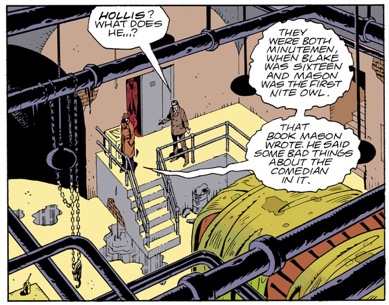 HOLLIS?
WHAT DOES
HE...?
THEY
WERE BOTH
MINUTEMEN,
WHEN BLAKE
WAS SIXTEEN
AND MASON
WAS THE FIRST
NITE OWL.
THAT
BOOK MASON
WROTE. HE SAID
SOME BAD THINGS
ABOUT THE
COMEDIAN
IN IT.